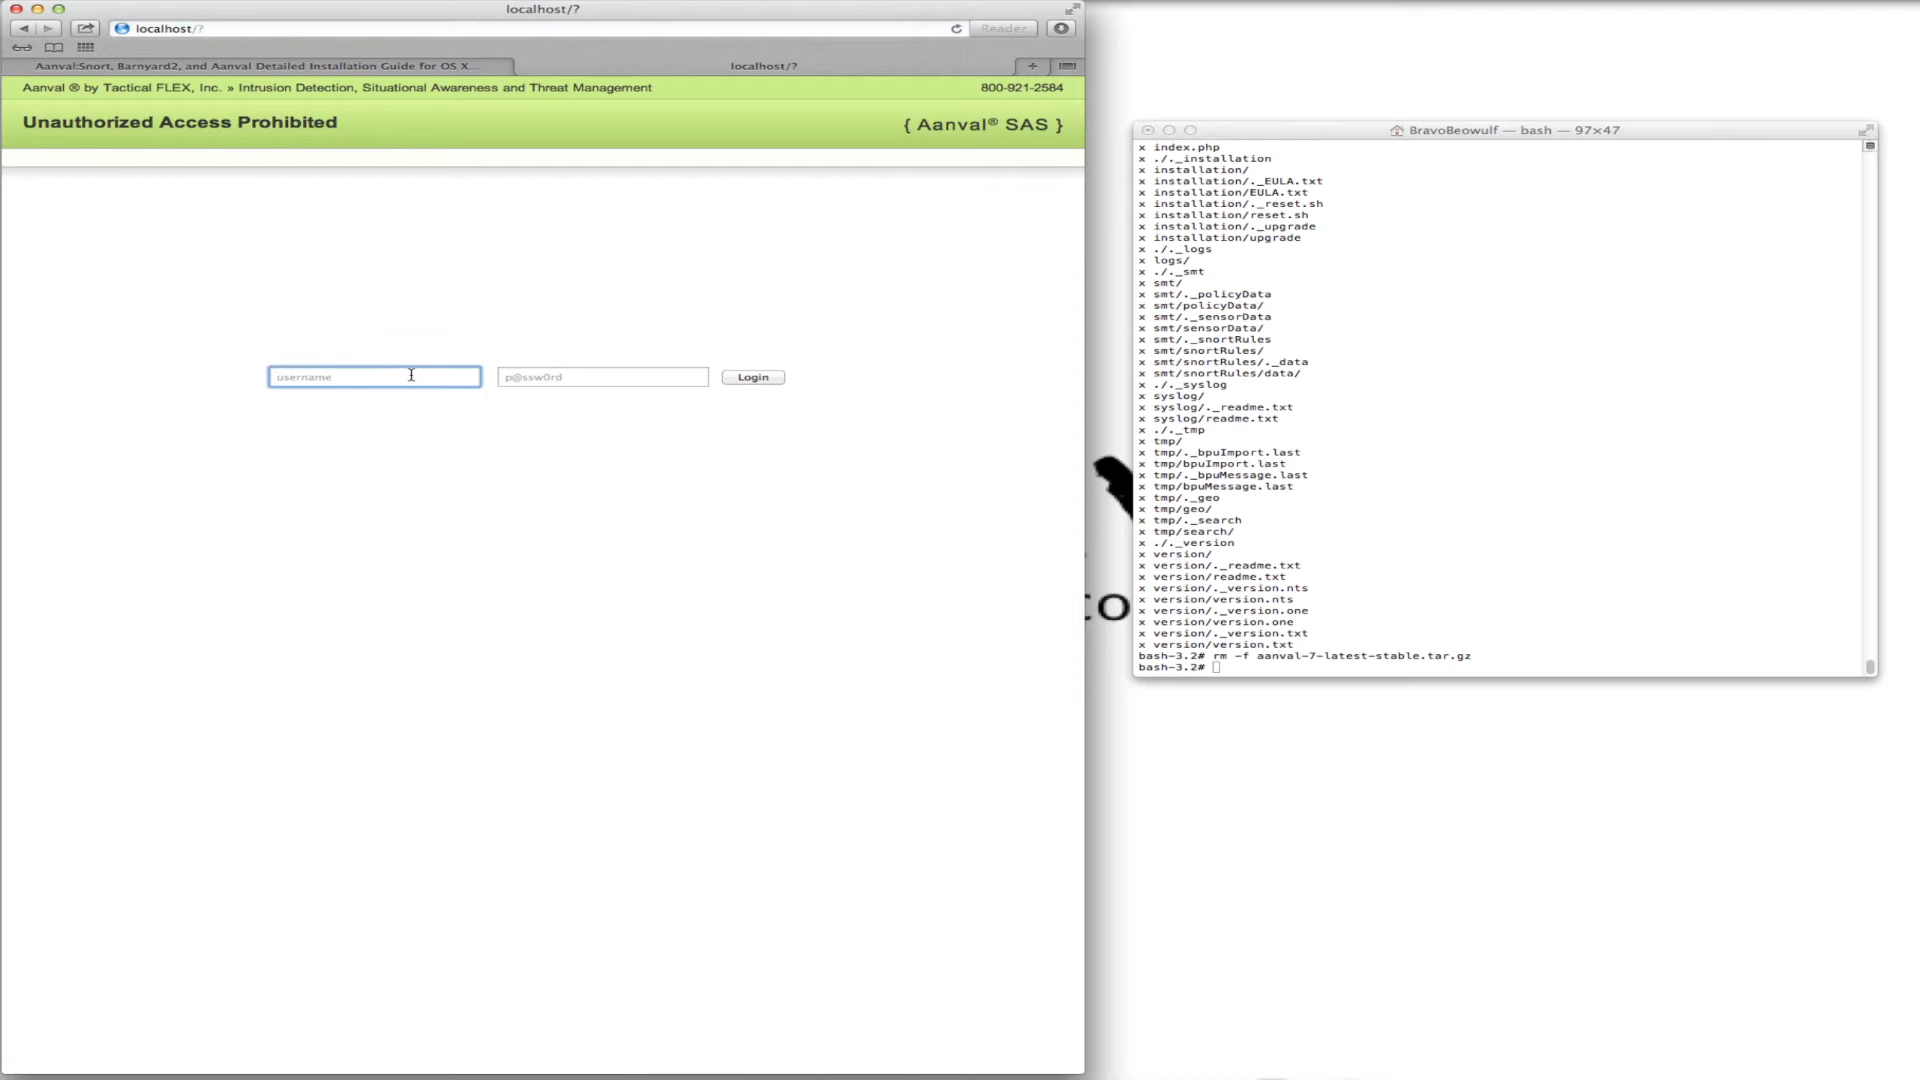 localhost/?
localhost/?
Reader
Aanval:Snort, Barnyard2, and Aanval Detailed Installation Guide for OS X...
localhost/?
+
Aanval ® by Tactical FLEX, Inc. » Intrusion Detection, Situational Awareness and Threat Management
800-921-2584
Unauthorized Access Prohibited
{ Aanval® SAS }
username
p@ssw0rd
Login
to
BravoBeowulf — bash — 97×47
x index.php
x ./._installation
x installation/
x installation/._EULA.txt
x installation/EULA.txt
x installation/._reset.sh
x installation/reset.sh
x installation/._upgrade
x installation/upgrade
x ./._logs
x logs/
x ./._smt
x smt/
x smt/._policyData
x smt/policyData/
x smt/._sensorData
x smt/sensorData/
x smt/._snortRules
x smt/snortRules/
x smt/snortRules/._data
x smt/snortRules/data/
x ./._syslog
x syslog/
x syslog/._readme.txt
x syslog/readme.txt
x ./._tmp
x tmp/
x tmp/._bpuImport.last
x tmp/bpuImport.last
x tmp/._bpuMessage.last
x tmp/bpuMessage.last
x tmp/._geo
x tmp/geo/
x tmp/._search
x tmp/search/
x ./._version
x version/
x version/._readme.txt
x version/readme.txt
x version/._version.nts
x version/version.nts
x version/._version.one
x version/version.one
x version/._version.txt
x version/version.txt
bash-3.2# rm -f aanval-7-latest-stable.tar.gz
bash-3.2#